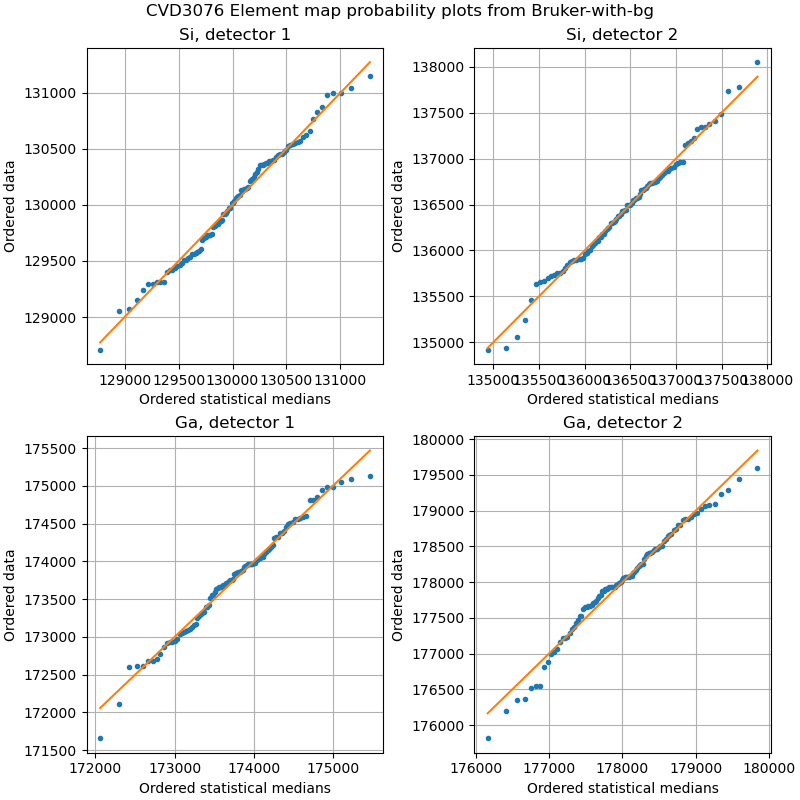 CVD3076 Element map probability plots from Bruker-with-bg
Si, detector 1
Ordered data
131000
130500
130000
129500
129000
129000 129500 130000 130500 131000
Ordered statistical medians
Si, detector 2
Ordered data
138000
137500
137000
136500
136000
135500
135000
135000 135500 136000 136500 137000 137500 138000
Ordered statistical medians
Ga, detector 1
Ordered data
175500
175000
174500
174000
173500
173000
172500
172000
171500
172000 173000 174000 175000
Ordered statistical medians
Ga, detector 2
Ordered data
180000
179500
179000
178500
178000
177500
177000
176500
176000
176000 177000 178000 179000 180000
Ordered statistical medians